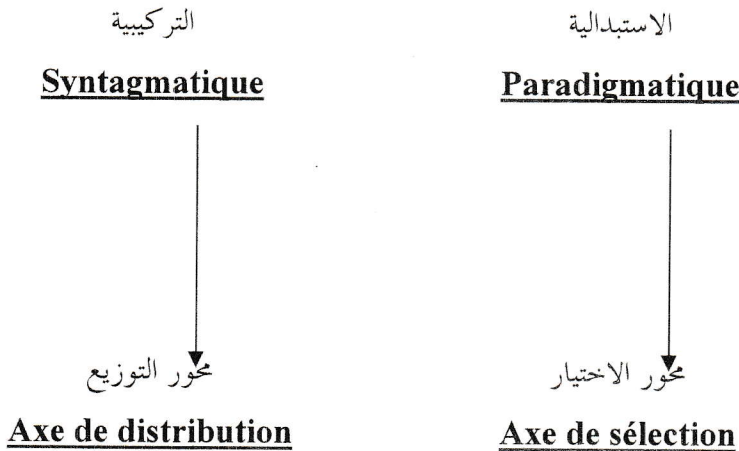 التركيبية
Syntagmatique
محور التوزيع
Axe de distribution
الاستبدالية
Paradigmatique
محور الاختيار
Axe de sélection